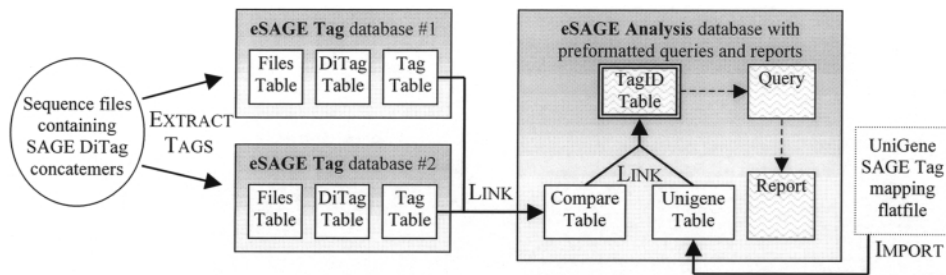 Sequence files
containing
SAGE DiTag
concatemers
EXTRACT
TAGS
eSAGE Tag database #1
Files
Table
DiTag
Table
Tag
Table
eSAGE Tag database #2
Files
Table
DiTag
Table
Tag
Table
LINK
eSAGE Analysis database with
preformatted queries and reports
TagID
Table
Query
LINK
Compare
Table
Unigene
Table
Report
UniGene
SAGE Tag
mapping
flatfile
IMPORT